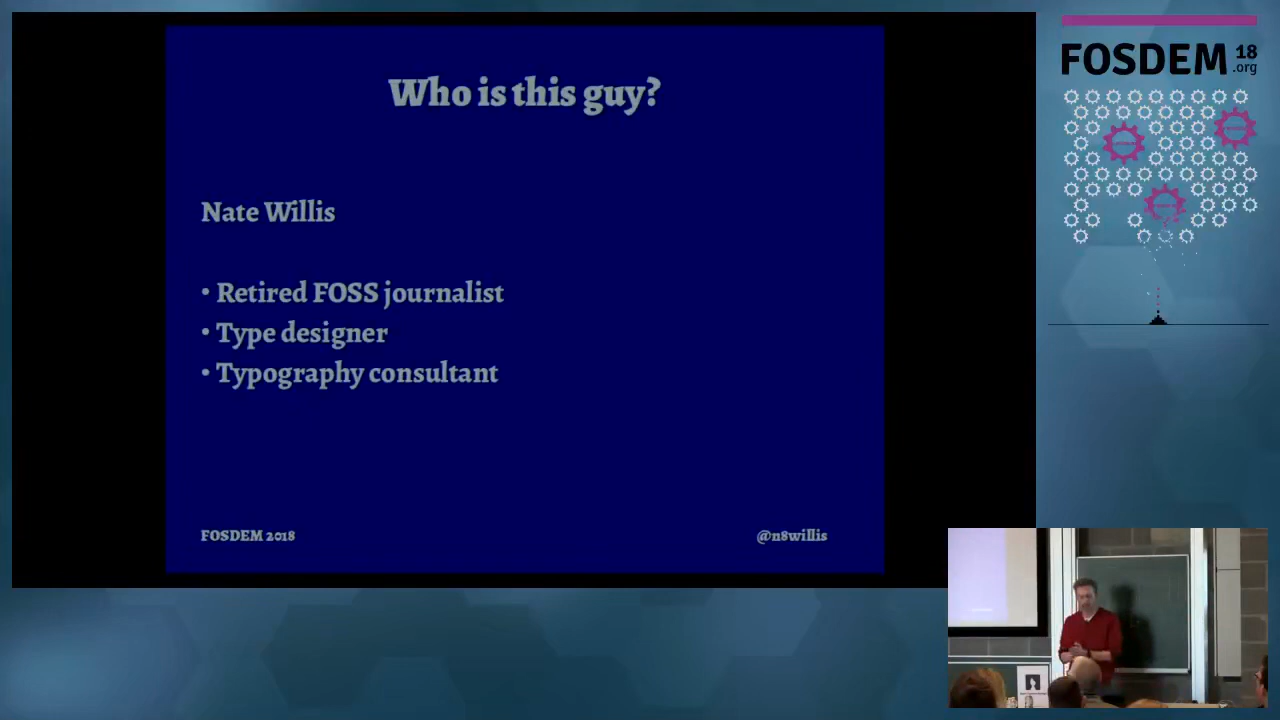 Who is this guy?
Nate Willis
• Retired FOSS journalist
• Type designer
• Typography consultant
FOSDEM 2018
@n8willis
FOSDEM 18
.org